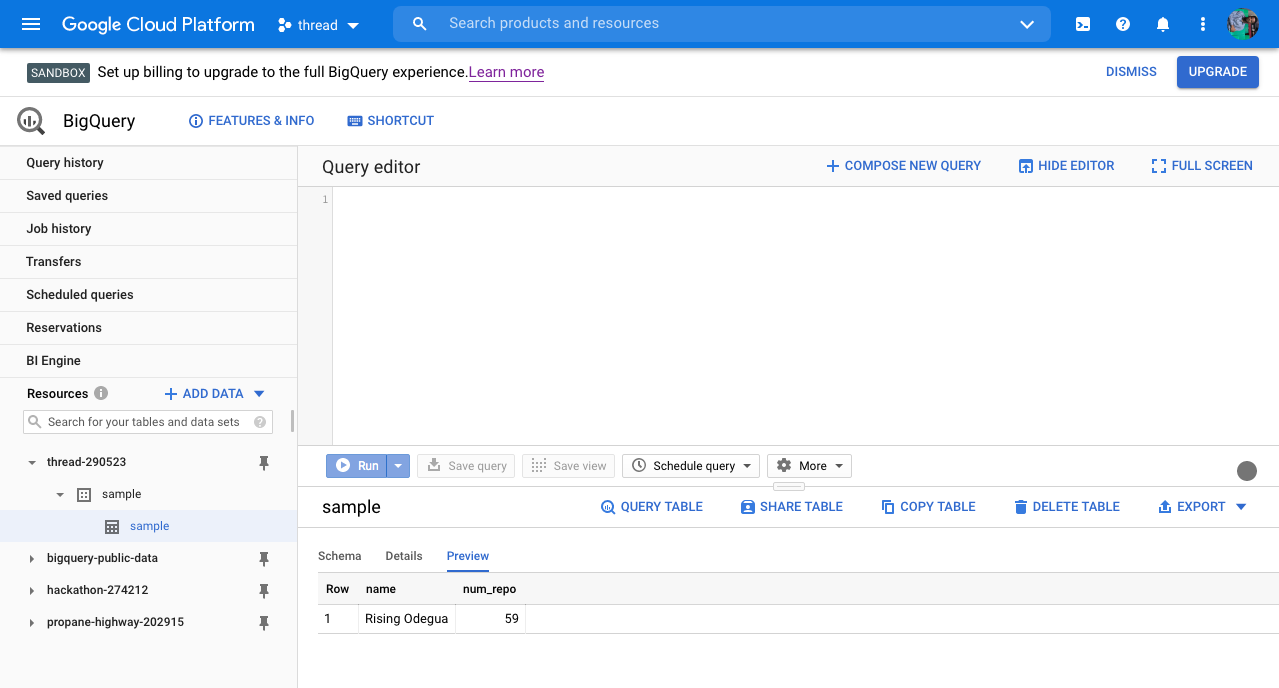 Google Cloud Platform thread Search products and resources
SANDBOX Set up billing to upgrade to the full BigQuery experience.Learn more DISMISS UPGRADE
BigQuery FEATURES & INFO SHORTCUT
Query history
Saved queries
Job history
Transfers
Scheduled queries
Reservations
BI Engine
Resources ADD DATA
Search for your tables and data sets
thread-290523
sample
sample
bigquery-public-data
hackathon-274212
propane-highway-202915
Query editor COMPOSE NEW QUERY HIDE EDITOR FULL SCREEN
1
Run Save query Save view Schedule query More
sample QUERY TABLE SHARE TABLE COPY TABLE DELETE TABLE EXPORT
Schema Details Preview
Row name num_repo
1 Rising Odegua 59